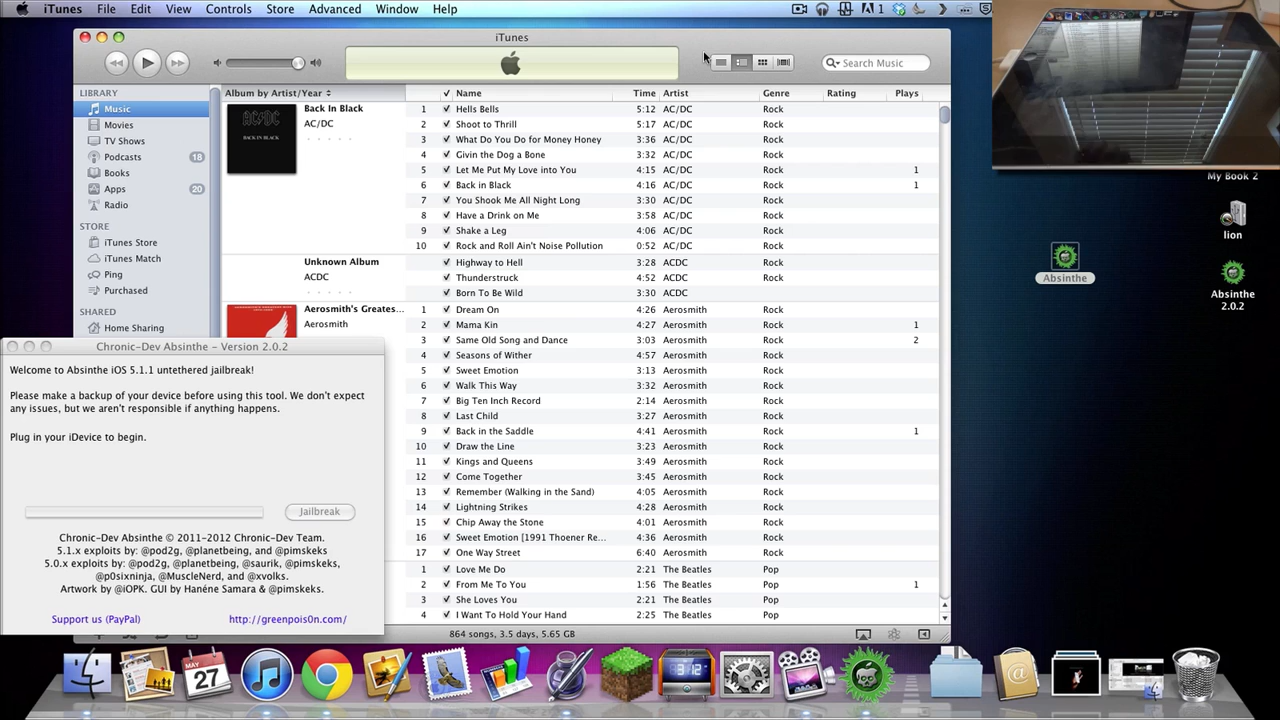 iTunes File Edit View Controls Store Advanced Window Help
1
iTunes
Search Music
LIBRARY
Music
Movies
TV Shows
Podcasts 18
Books
Apps 20
Radio
STORE
iTunes Store
iTunes Match
Ping
Purchased
SHARED
Home Sharing
Album by Artist/Year Name Time Artist Genre Rating Plays
Back In Black
AC/DC
AC/DC
BACK IN BLACK
1 Hells Bells 5:12 AC/DC Rock
2 Shoot to Thrill 5:17 AC/DC Rock
3 What Do You Do for Money Honey 3:36 AC/DC Rock
4 Givin the Dog a Bone 3:32 AC/DC Rock
5 Let Me Put My Love into You 4:15 AC/DC Rock 1
6 Back in Black 4:16 AC/DC Rock 1
7 You Shook Me All Night Long 3:30 AC/DC Rock
8 Have a Drink on Me 3:58 AC/DC Rock
9 Shake a Leg 4:06 AC/DC Rock
10 Rock and Roll Ain't Noise Pollution 0:52 AC/DC Rock
Unknown Album
ACDC
Highway to Hell 3:28 ACDC Rock
Thunderstruck 4:52 ACDC Rock
Born To Be Wild 3:30 ACDC
Aerosmith's Greates...
Aerosmith
1 Dream On 4:26 Aerosmith Rock
2 Mama Kin 4:27 Aerosmith Rock 1
3 Same Old Song and Dance 3:03 Aerosmith Rock 2
4 Seasons of Wither 4:57 Aerosmith Rock
5 Sweet Emotion 3:13 Aerosmith Rock
6 Walk This Way 3:32 Aerosmith Rock
7 Big Ten Inch Record 2:14 Aerosmith Rock
8 Last Child 3:27 Aerosmith Rock
9 Back in the Saddle 4:41 Aerosmith Rock 1
10 Draw the Line 3:23 Aerosmith Rock
11 Kings and Queens 3:49 Aerosmith Rock
12 Come Together 3:45 Aerosmith Rock
13 Remember (Walking in the Sand) 4:05 Aerosmith Rock
14 Lightning Strikes 4:28 Aerosmith Rock
15 Chip Away the Stone 4:01 Aerosmith Rock
16 Sweet Emotion [1991 Thoener Re... 4:36 Aerosmith Rock
17 One Way Street 6:40 Aerosmith Rock
1 Love Me Do 2:21 The Beatles Pop
2 From Me To You 1:56 The Beatles Pop 1
3 She Loves You 2:21 The Beatles Pop
4 I Want To Hold Your Hand 2:25 The Beatles Pop
864 songs, 3.5 days, 5.65 GB
Chronic-Dev Absinthe - Version 2.0.2
Welcome to Absinthe iOS 5.1.1 untethered jailbreak!
Please make a backup of your device before using this tool. We don't expect
any issues, but we aren't responsible if anything happens.
Plug in your iDevice to begin.
Jailbreak
Chronic-Dev Absinthe © 2011-2012 Chronic-Dev Team.
5.1.x exploits by: @pod2g, @planetbeing, and @pimskeks
5.0.x exploits by: @pod2g, @planetbeing, @saurik, @pimskeks,
@p0sixninja, @MuscleNerd, and @xvolks.
Artwork by @iOPK. GUI by Hanéne Samara & @pimskeks.
Support us (PayPal) http://greenpois0n.com/
My Book 2
lion
Absinthe
Absinthe
2.0.2
MAY
27
13:12